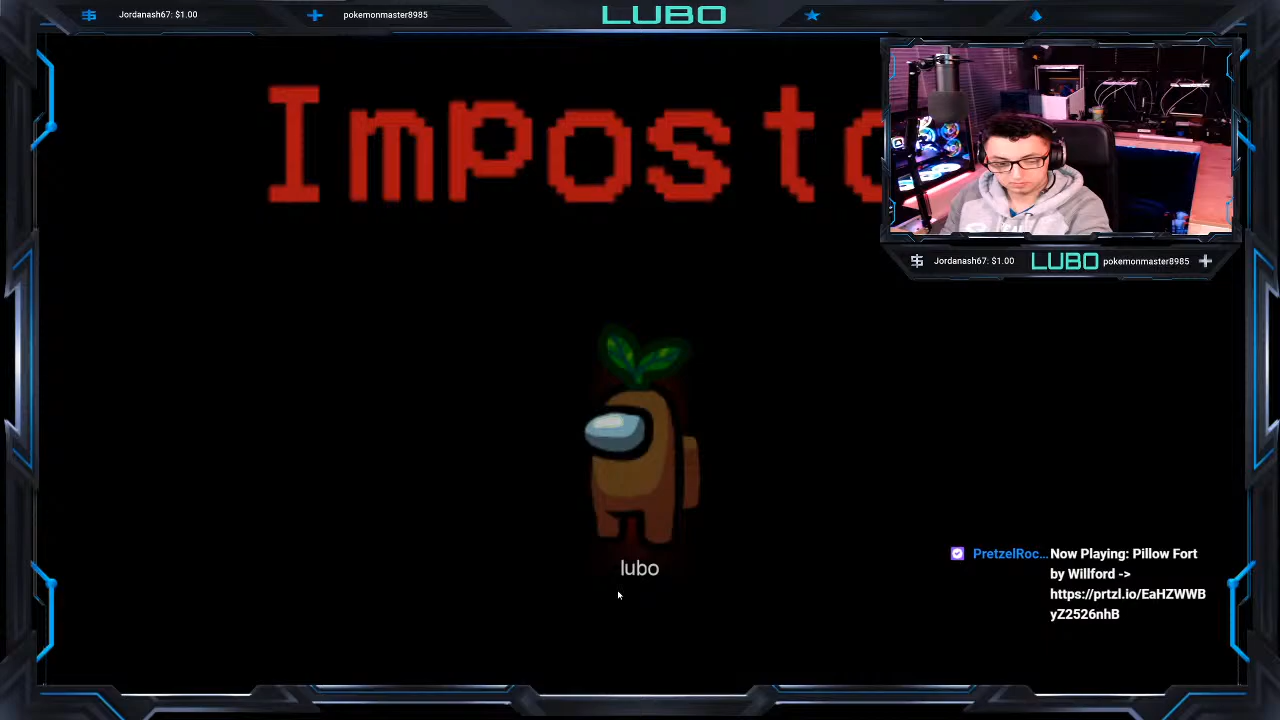 Jordanash67: $1.00
pokemonmaster8985
LUBO
Imposto
Jordanash67: $1.00
LUBO
pokemonmaster8985
lubo
PretzelRoc... Now Playing: Pillow Fort
by Willford ->
https://prtzl.io/EaHZWWB
yZ2526nhB